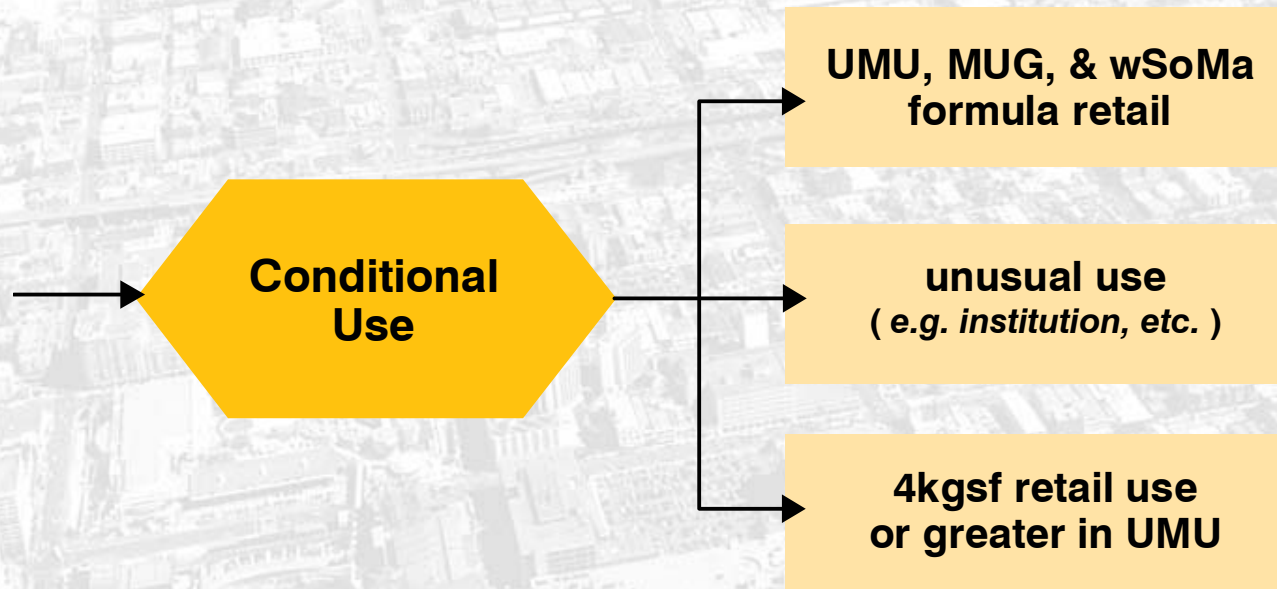 Conditional
Use
UMU, MUG, & wSoMa
formula retail
unusual use
( e.g. institution, etc. )
4kgsf retail use
or greater in UMU